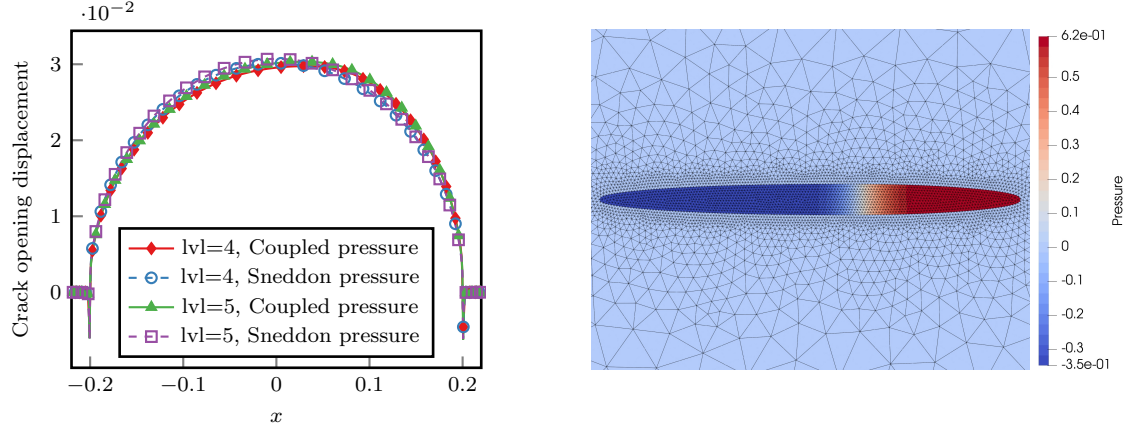 ·10−2
3
2
1
0
−0.2
−0.1
0
0.1
0.2
x
Crack opening displacement
lvl=4, Coupled pressure
lvl=4, Sneddon pressure
lvl=5, Coupled pressure
lvl=5, Sneddon pressure
6.2e-01
0.5
0.4
0.3
0.2
0.1
0
-0.1
-0.2
-0.3
-3.5e-01
Pressure